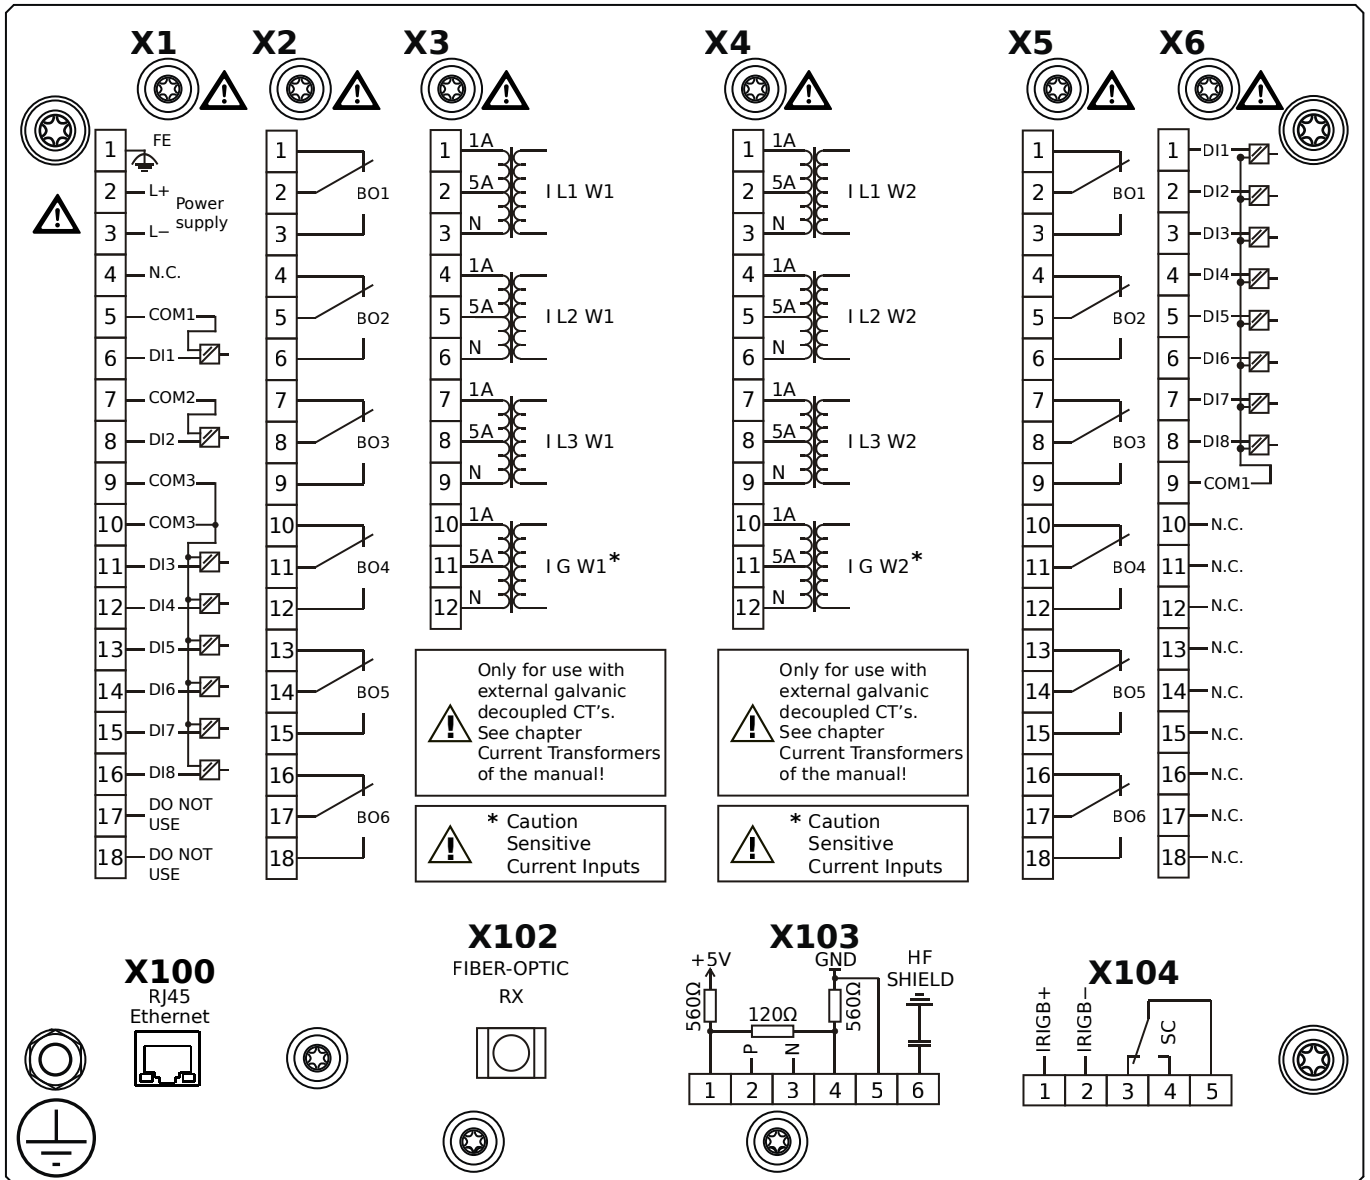 X1
X2
X3
X4
X5
X6
1
FE
2
L+
Power
supply
3
L−
4
N.C.
5
COM1
6
DI1
7
COM2
8
DI2
9
COM3
10
COM3
11
DI3
12
DI4
13
DI5
14
DI6
15
DI7
16
DI8
17
DO NOT
USE
18
DO NOT
USE
1
2
BO1
3
4
5
BO2
6
7
8
BO3
9
10
11
BO4
12
13
14
BO5
15
16
17
BO6
18
1
1A
2
5A
I L1 W1
3
N
4
1A
5
5A
I L2 W1
6
N
7
1A
8
5A
I L3 W1
9
N
10
1A
11
5A
I G W1*
12
N
Only for use with
external galvanic
decoupled CT's.
See chapter
Current Transformers
of the manual!
* Caution
Sensitive
Current Inputs
1
1A
2
5A
I L1 W2
3
N
4
1A
5
5A
I L2 W2
6
N
7
1A
8
5A
I L3 W2
9
N
10
1A
11
5A
I G W2*
12
N
Only for use with
external galvanic
decoupled CT's.
See chapter
Current Transformers
of the manual!
* Caution
Sensitive
Current Inputs
1
2
BO1
3
4
5
BO2
6
7
8
BO3
9
10
11
BO4
12
13
14
BO5
15
16
17
BO6
18
1
DI1
2
DI2
3
DI3
4
DI4
5
DI5
6
DI6
7
DI7
8
DI8
9
COM1
10
N.C.
11
N.C.
12
N.C.
13
N.C.
14
N.C.
15
N.C.
16
N.C.
17
N.C.
18
N.C.
X100
RJ45
Ethernet
X102
FIBER-OPTIC
RX
X103
+5V
GND
HF
SHIELD
560Ω
120Ω
560Ω
P
N
1 2 3 4 5 6
X104
IRIGB+
IRIGB−
SC
1 2 3 4 5